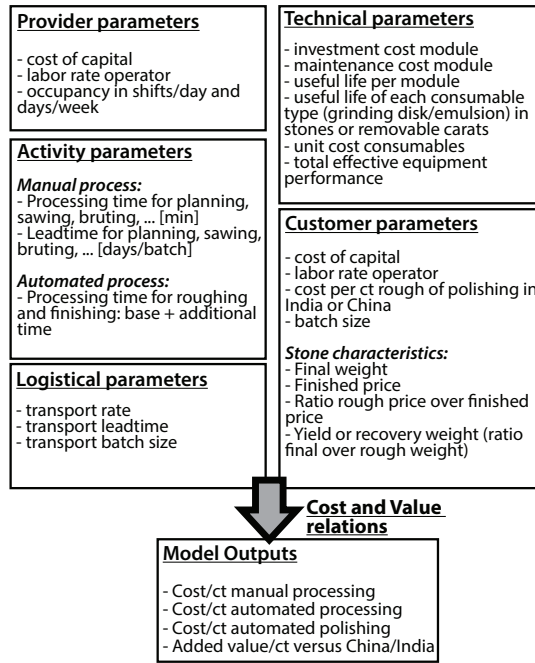 Provider parameters
- cost of capital
- labor rate operator
- occupancy in shifts/day and
days/week
Activity parameters
Manual process:
- Processing time for planning,
sawing, bruting, ... [min]
- Leadtime for planning, sawing,
bruting, ... [days/batch]
Automated process:
- Processing time for roughing
and finishing: base + additional
time
Logistical parameters
- transport rate
- transport leadtime
- transport batch size
Technical parameters
- investment cost module
- maintenance cost module
- useful life per module
- useful life of each consumable
type (grinding disk/emulsion) in
stones or removable carats
- unit cost consumables
- total effective equipment
performance
Customer parameters
- cost of capital
- labor rate operator
- cost per ct rough of polishing in
India or China
- batch size
Stone characteristics:
- Final weight
- Finished price
- Ratio rough price over finished
price
- Yield or recovery weight (ratio
final over rough weight)
Cost and Value
relations
Model Outputs
- Cost/ct manual processing
- Cost/ct automated processing
- Cost/ct automated polishing
- Added value/ct versus China/India